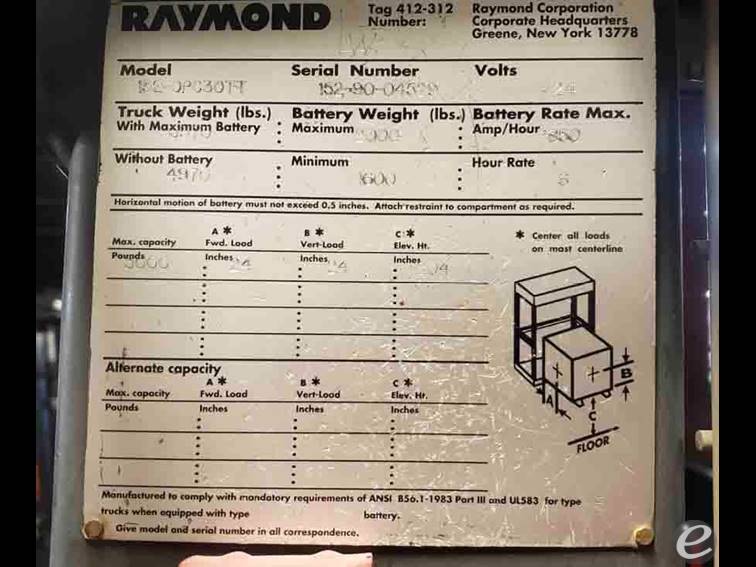 RAYMOND
Tag 412-312
Number:
Raymond Corporation
Corporate Headquarters
Greene, New York 13778
Model
Serial Number
Volts
24
Truck Weight (lbs.)
With Maximum Battery
Battery Weight (lbs)
Maximum
Battery Rate Max.
Amp/Hour
Without Battery
4970
Minimum
1600
Hour Rate
6
Horizontal motion of battery must not exceed 0.5 inches. Attach restraint to compartment as required.
A * B * C *
Max. capacity Fwd. Load Vert-Load Elev. Ht.
Pounds Inches 24 Inches 24 Inches
* Center all loads
on mast centerline
Alternate capacity
A * B * C *
Max. capacity Fwd. Load Vert-Load Elev. Ht.
Pounds Inches Inches Inches
A
B
C
FLOOR
Manufactured to comply with mandatory requirements of ANSI B56.1-1983 Part III and UL583 for type
trucks when equipped with type battery.
Give model and serial number in all correspondence.
e